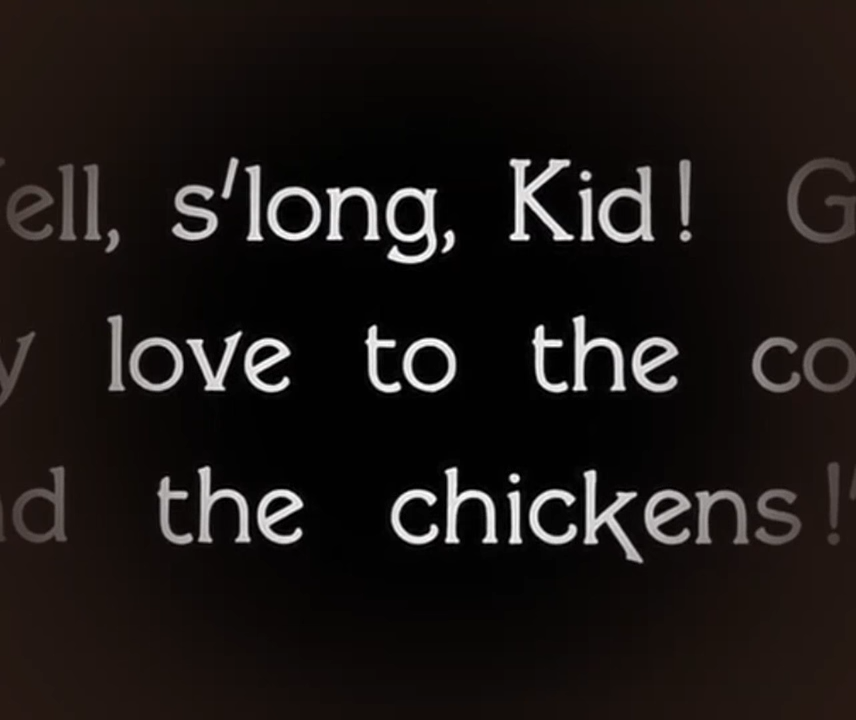 ell, s'long, Kid! G
y love to the co
d the chickens!"